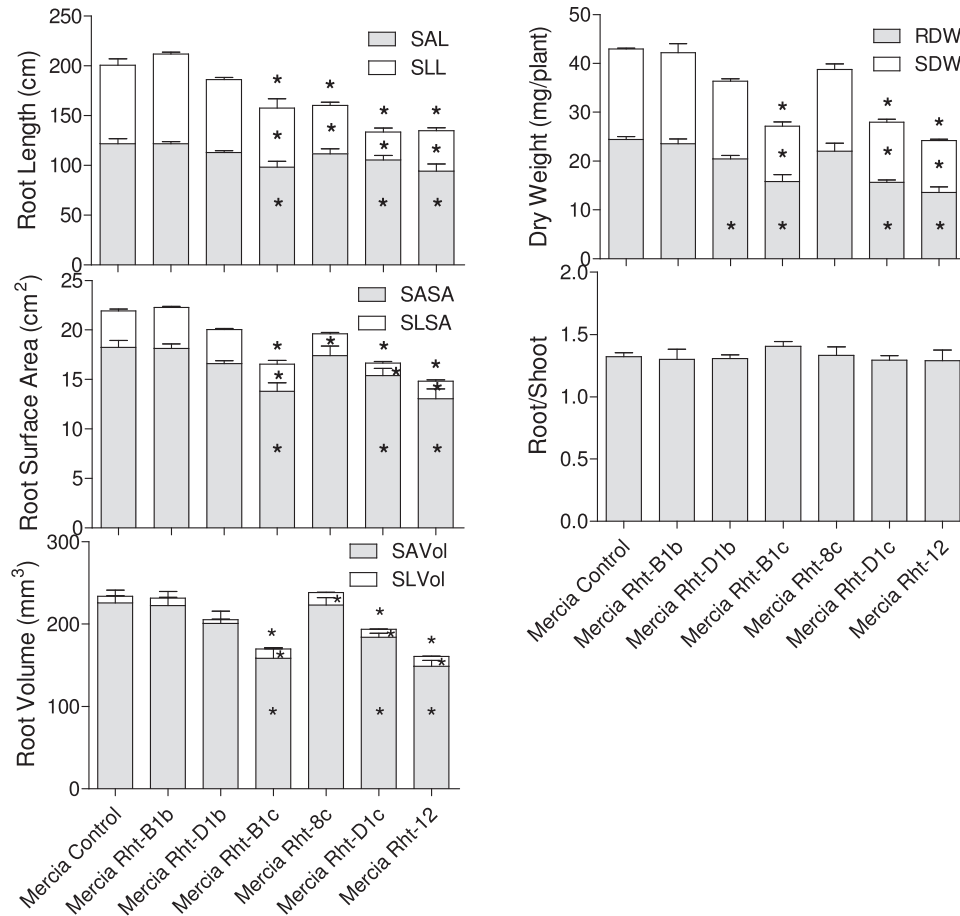 250
200
150
100
50
0
Root Length (cm)
SAL
SLL
*
*
*
*
*
*
*
*
*
*
*
25
20
15
10
5
0
Root Surface Area (cm²)
SASA
SLSA
*
*
*
*
*
*
*
*
*
*
300
200
100
0
Root Volume (mm³)
SAVol
SLVol
*
*
*
*
*
*
*
*
*
*
Mercia Control
Mercia Rht-B1b
Mercia Rht-D1b
Mercia Rht-B1c
Mercia Rht-8c
Mercia Rht-D1c
Mercia Rht-12
50
40
30
20
10
0
Dry Weight (mg/plant)
RDW
SDW
*
*
*
*
*
*
*
*
*
*
2.0
1.5
1.0
0.5
0.0
Root/Shoot
Mercia Control
Mercia Rht-B1b
Mercia Rht-D1b
Mercia Rht-B1c
Mercia Rht-8c
Mercia Rht-D1c
Mercia Rht-12